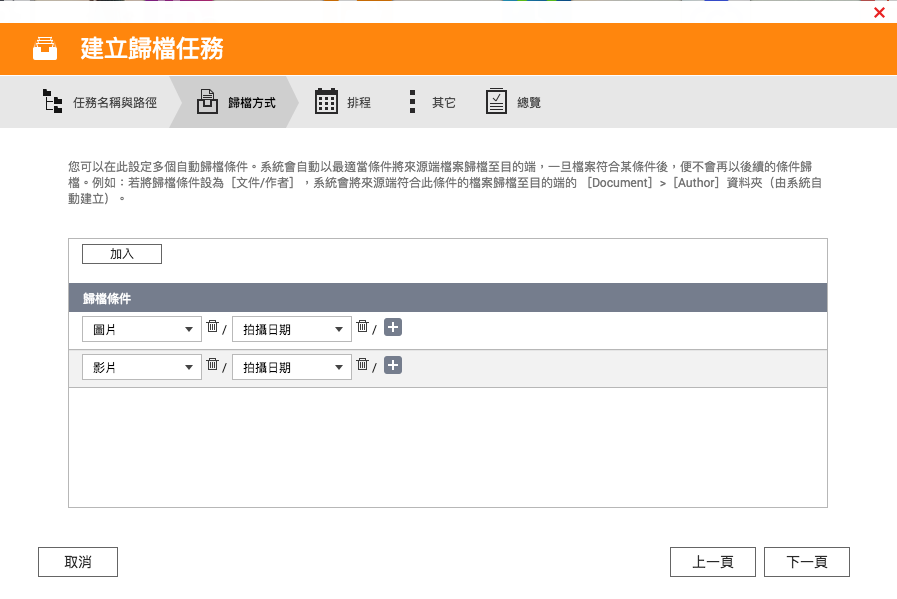 建立歸檔任務
任務名稱與路徑 歸檔方式 排程 其它 總覽
您可以在此設定多個自動歸檔條件。系統會自動以最適當條件將來源端檔案歸檔至目的端，一旦檔案符合某條件後，便不會再以後續的條件歸
檔。例如：若將歸檔條件設為［文件/作者］，系統會將來源端符合此條件的檔案歸檔至目的端的 ［Document］>［Author］資料夾（由系統自
動建立）。
加入
歸檔條件
圖片 / 拍攝日期 /
影片 / 拍攝日期 /
取消 上一頁 下一頁